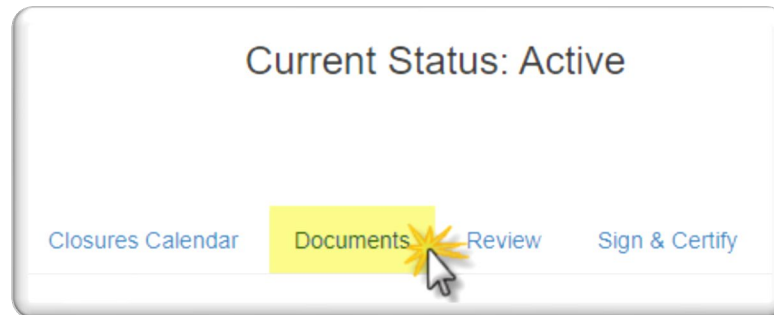 Current Status: Active
Closures Calendar Documents Review Sign & Certify